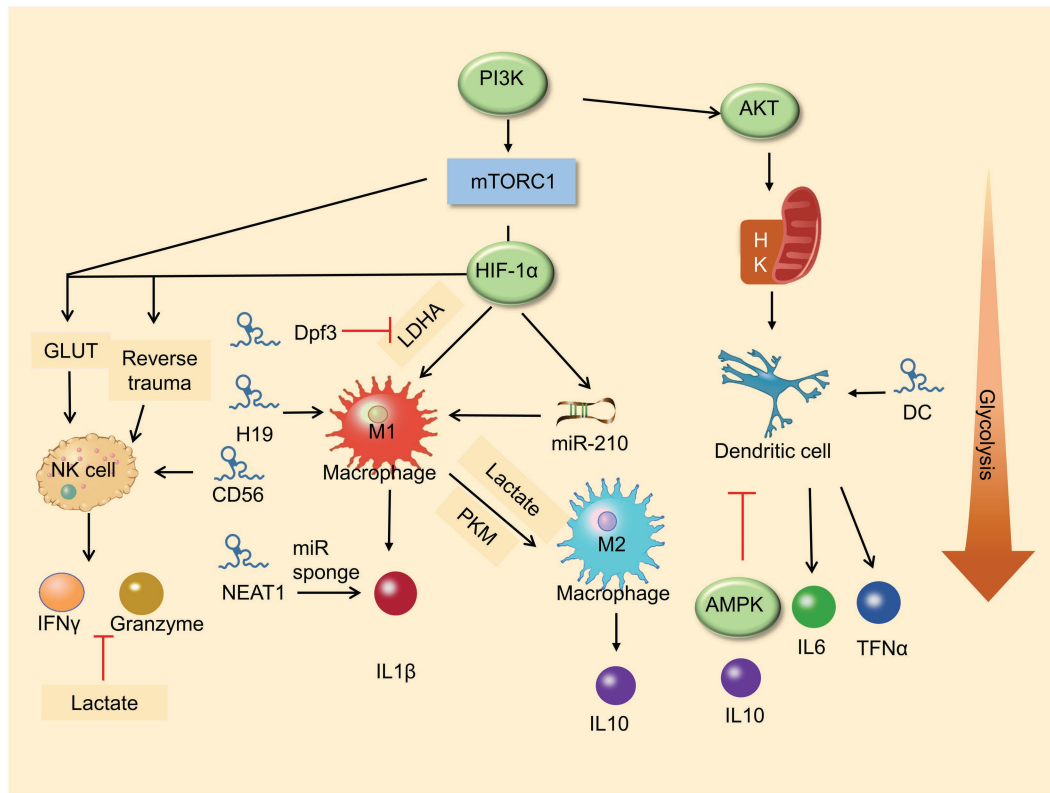 PI3K
AKT
mTORC1
H
K
HIF-1α
LDHA
Dpf3
GLUT
Reverse
trauma
H19
M1
Macrophage
miR-210
Dendritic cell
DC
Glycolysis
NK cell
CD56
Lactate
PKM
M2
Macrophage
miR
sponge
NEAT1
AMPK
IFNγ
Granzyme
IL6
TFNα
IL1β
Lactate
IL10
IL10